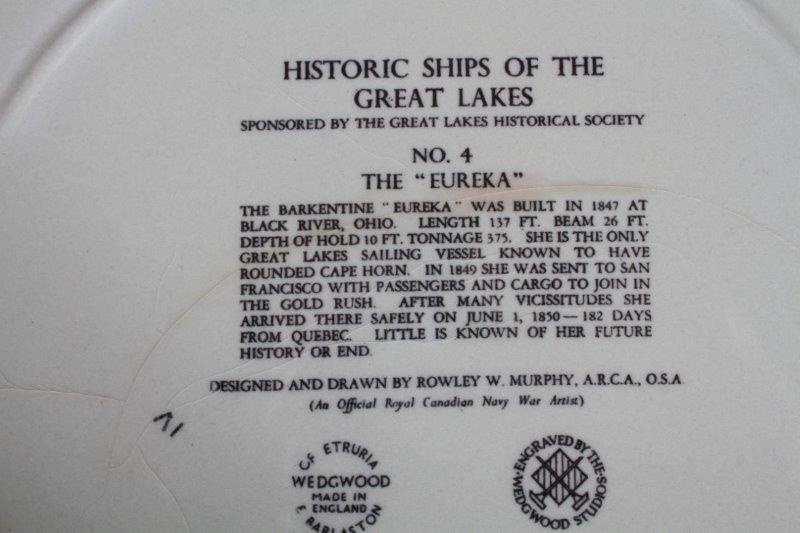 HISTORIC SHIPS OF THE
GREAT LAKES
SPONSORED BY THE GREAT LAKES HISTORICAL SOCIETY
NO. 4
THE "EUREKA"
THE BARKENTINE "EUREKA" WAS BUILT IN 1847 AT
BLACK RIVER, OHIO. LENGTH 137 FT. BEAM 26 FT.
DEPTH OF HOLD 10 FT. TONNAGE 375. SHE IS THE ONLY
GREAT LAKES SAILING VESSEL KNOWN TO HAVE
ROUNDED CAPE HORN. IN 1849 SHE WAS SENT TO SAN
FRANCISCO WITH PASSENGERS AND CARGO TO JOIN IN
THE GOLD RUSH. AFTER MANY VICISSITUDES SHE
ARRIVED THERE SAFELY ON JUNE 1, 1850—182 DAYS
FROM QUEBEC. LITTLE IS KNOWN OF HER FUTURE
HISTORY OR END.
DESIGNED AND DRAWN BY ROWLEY W. MURPHY, A.R.C.A., O.S.A
(An Official Royal Canadian Navy War Artist)
OF ETRURIA
WEDGWOOD
MADE IN
ENGLAND
& BARLASTON
ENGRAVED BY THE
WEDGWOOD STUDIOS